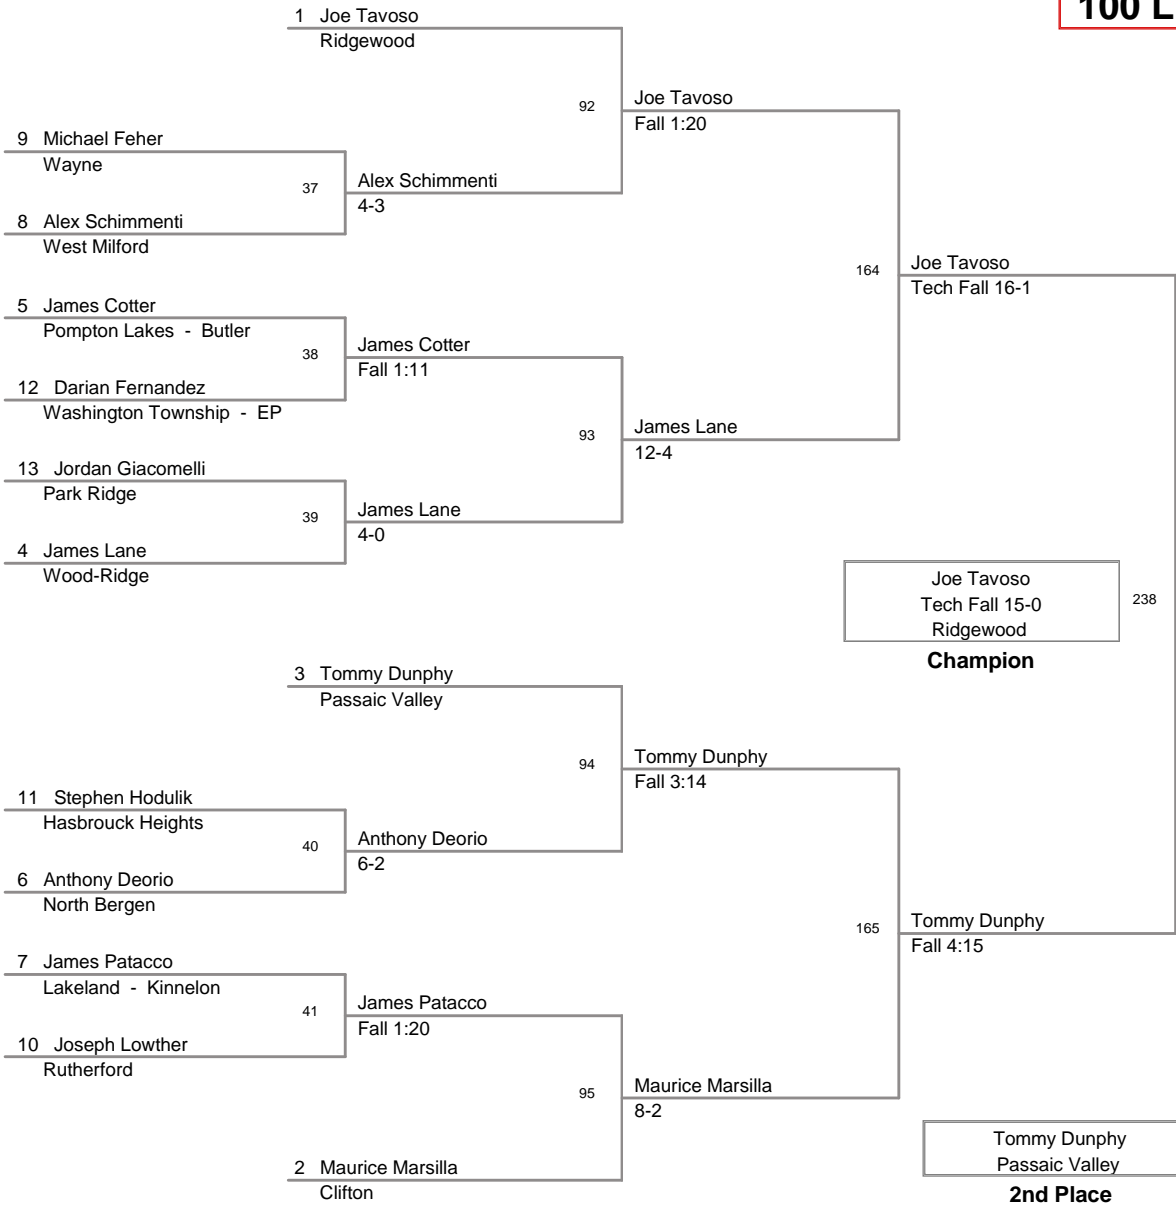 100 L
1 Joe Tavoso
Ridgewood
92
Joe Tavoso
Fall 1:20
9 Michael Feher
Wayne
37
Alex Schimmenti
4-3
8 Alex Schimmenti
West Milford
164
Joe Tavoso
Tech Fall 16-1
5 James Cotter
Pompton Lakes - Butler
38
James Cotter
Fall 1:11
12 Darian Fernandez
Washington Township - EP
93
James Lane
12-4
13 Jordan Giacomelli
Park Ridge
39
James Lane
4-0
4 James Lane
Wood-Ridge
Joe Tavoso
Tech Fall 15-0
Ridgewood
238
Champion
3 Tommy Dunphy
Passaic Valley
94
Tommy Dunphy
Fall 3:14
11 Stephen Hodulik
Hasbrouck Heights
40
Anthony Deorio
6-2
6 Anthony Deorio
North Bergen
165
Tommy Dunphy
Fall 4:15
7 James Patacco
Lakeland - Kinnelon
41
James Patacco
Fall 1:20
10 Joseph Lowther
Rutherford
95
Maurice Marsilla
8-2
2 Maurice Marsilla
Clifton
Tommy Dunphy
Passaic Valley
2nd Place